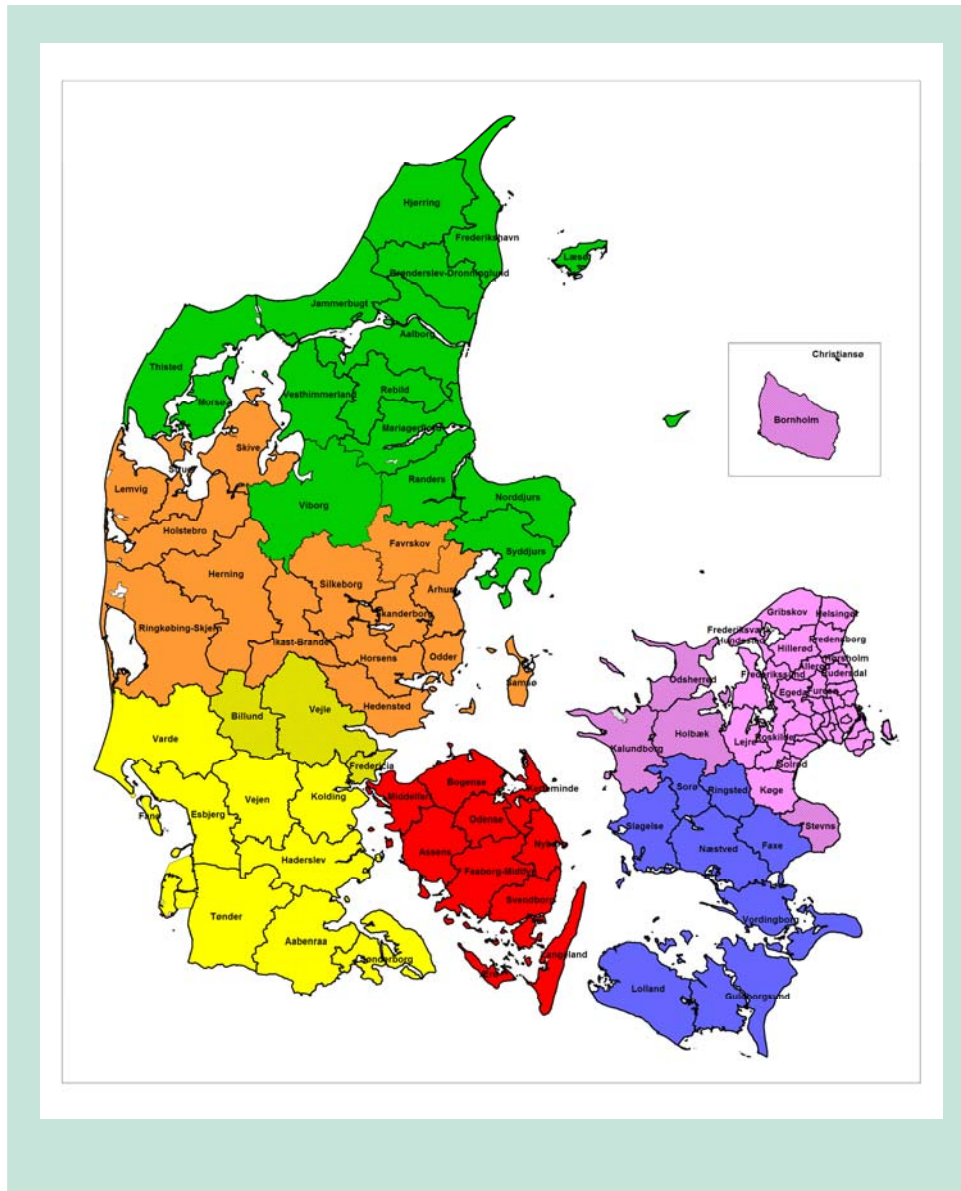 Hjørring
Frederikshavn
Læsø
Brønderslev-Dronninglund
Jammerbugt
Aalborg
Christiansø
Thisted
Rebild
Vesthimmerland
Morsø
Bornholm
Mariagerfjord
Skive
Struer
Randers
Lemvig
Norddjurs
Viborg
Holstebro
Favrskov
Syddjurs
Herning
Silkeborg
Århus
Gribskov
Helsingør
Skanderborg
Ringkøbing-Skjern
Frederiksværk
Hundested
Fredensborg
Ikast-Brande
Hillerød
Horsens
Odder
Hørsholm
Allerød
Rudersdal
Frederikssund
Odsherred
Samsø
Egedal
Furesø
Hedensted
Billund
Vejle
Holbæk
Varde
Kalundborg
Lejre
Roskilde
Fredericia
Solrød
Bogense
Kerteminde
Sorø
Ringsted
Køge
Middelfart
Vejen
Kolding
Fanø
Esbjerg
Odense
Slagelse
Stevns
Nyborg
Næstved
Faxe
Assens
Haderslev
Faaborg-Midtfyn
Svendborg
Tønder
Vordingborg
Aabenraa
Langeland
Sønderborg
Ærø
Lolland
Guldborgsund